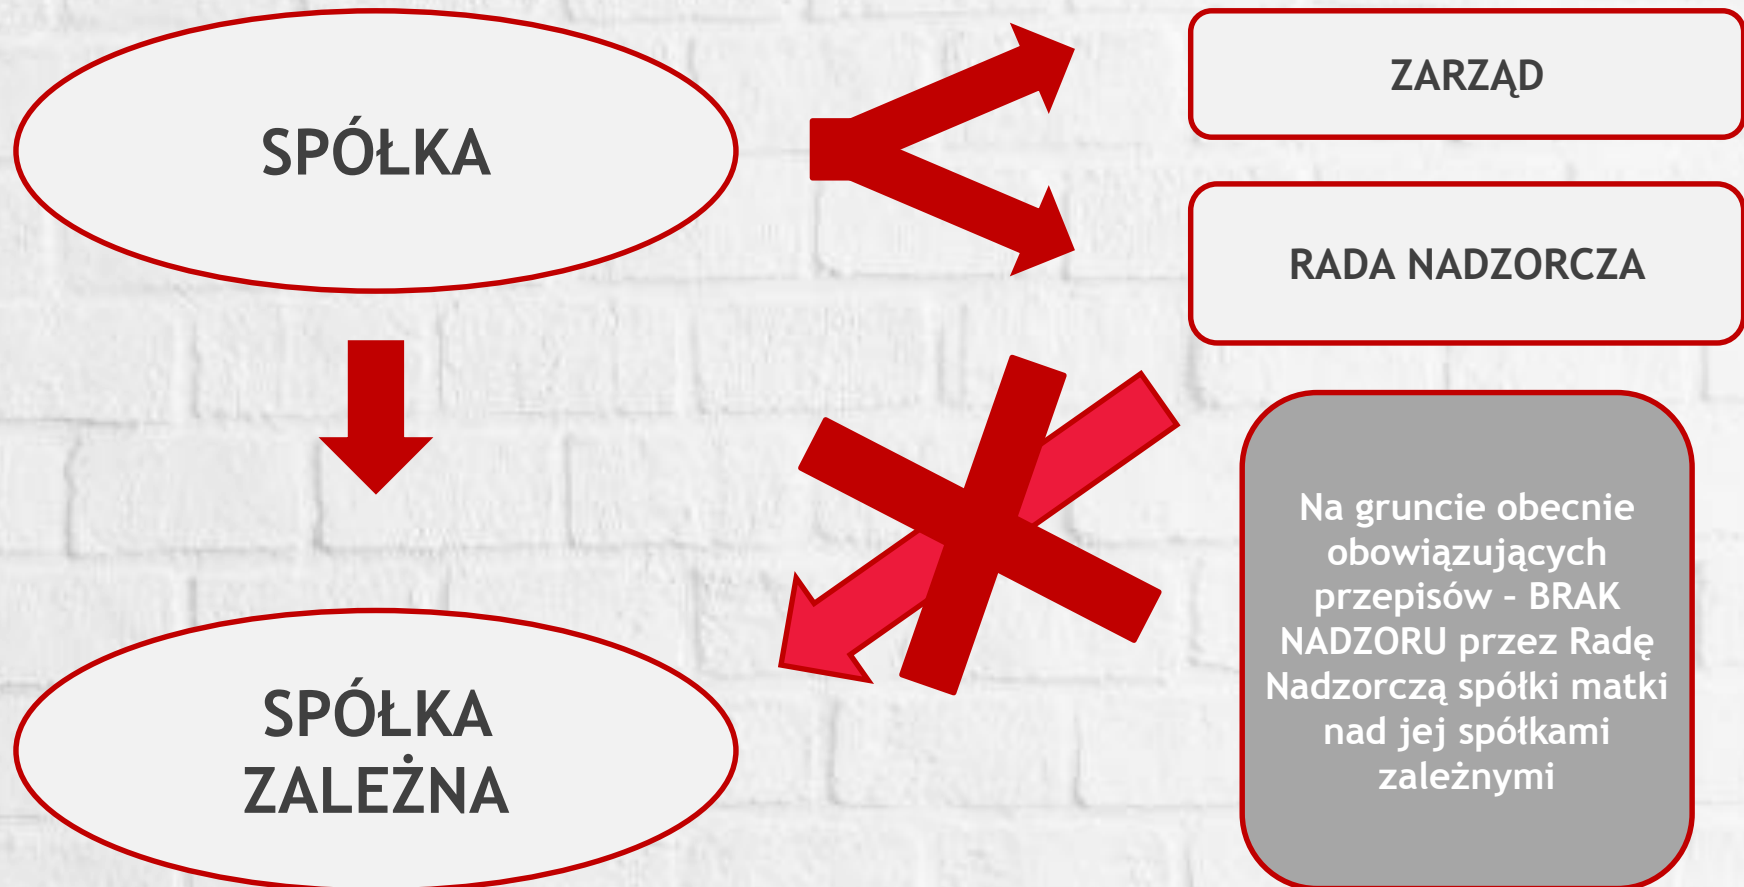 SPÓŁKA
ZARZĄD
RADA NADZORCZA
SPÓŁKA
ZALEŻNA
Na gruncie obecnie
obowiązujących
przepisów – BRAK
NADZORU przez Radę
Nadzorczą spółki matki
nad jej spółkami
zależnymi